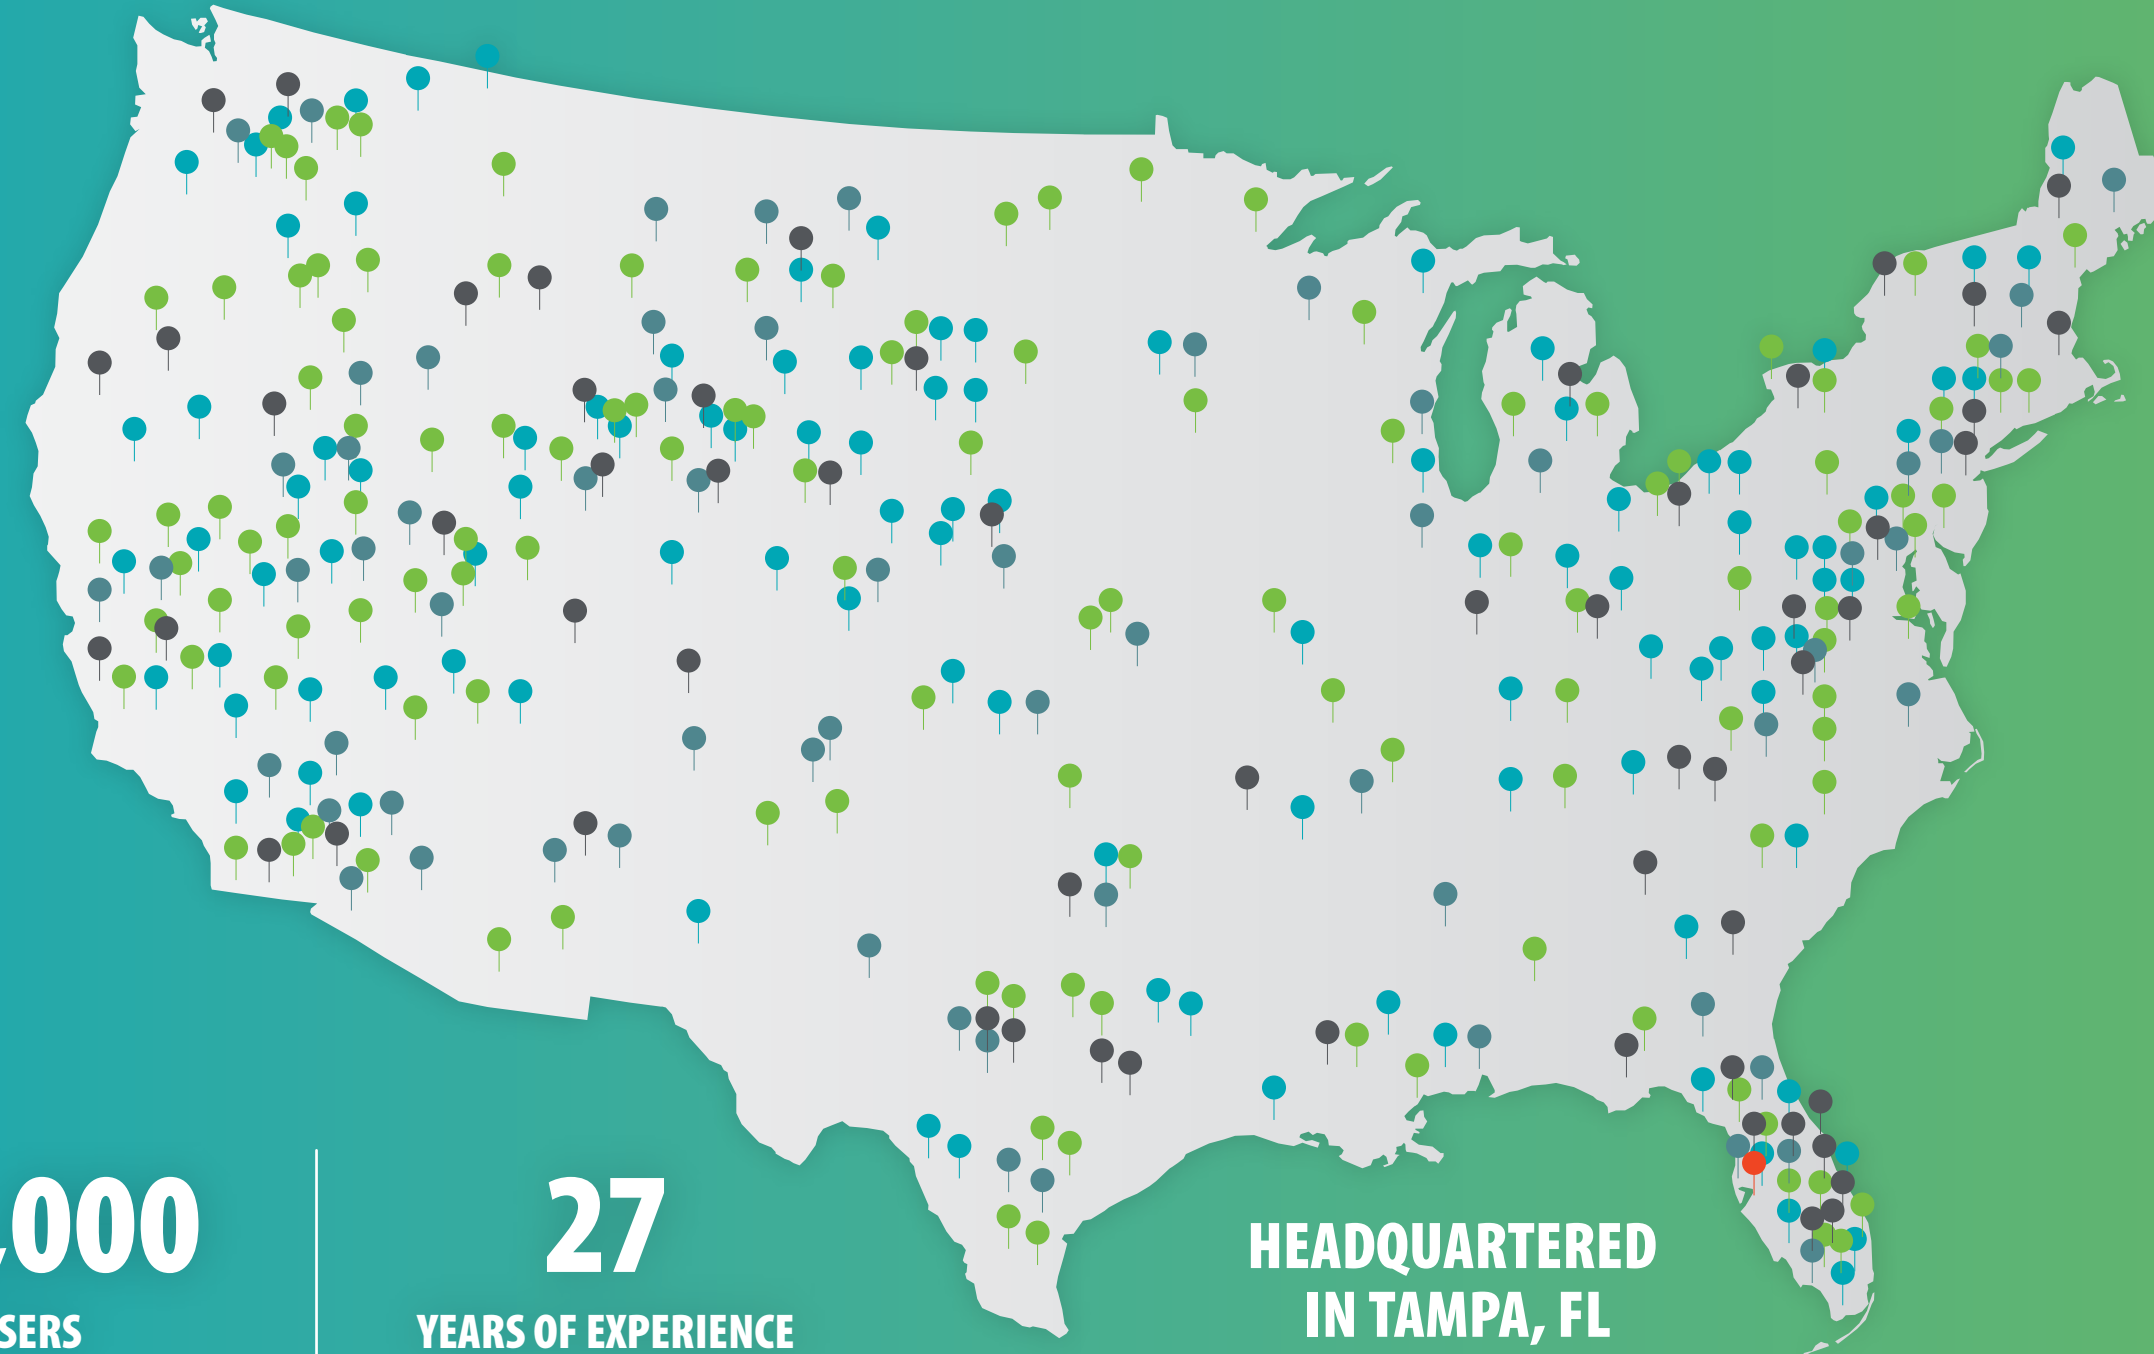 ,000
SERS
27
YEARS OF EXPERIENCE
HEADQUARTERED
IN TAMPA, FL